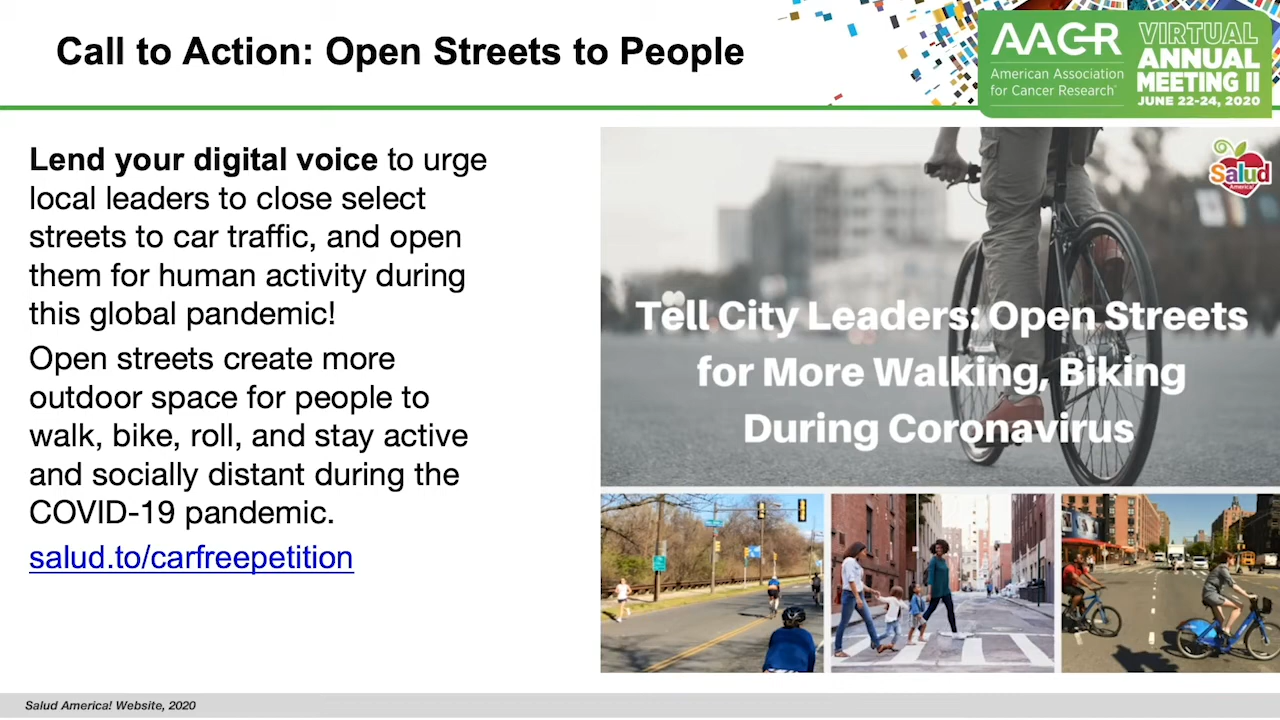 Call to Action: Open Streets to People
AACR
American Association
for Cancer Research™
VIRTUAL
ANNUAL
MEETING II
JUNE 22-24, 2020
Lend your digital voice to urge
local leaders to close select
streets to car traffic, and open
them for human activity during
this global pandemic!
Open streets create more
outdoor space for people to
walk, bike, roll, and stay active
and socially distant during the
COVID-19 pandemic.
salud.to/carfreepetition
Salud
America!
Tell City Leaders: Open Streets
for More Walking, Biking
During Coronavirus
Salud America! Website, 2020